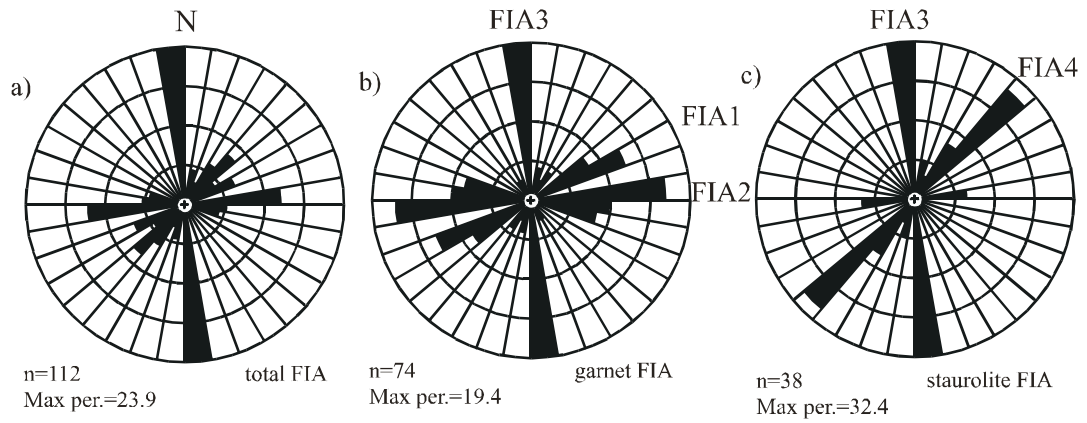 a)
N
n=112
Max per.=23.9
total FIA
b)
FIA3
FIA1
FIA2
n=74
Max per.=19.4
garnet FIA
c)
FIA3
FIA4
n=38
Max per.=32.4
staurolite FIA